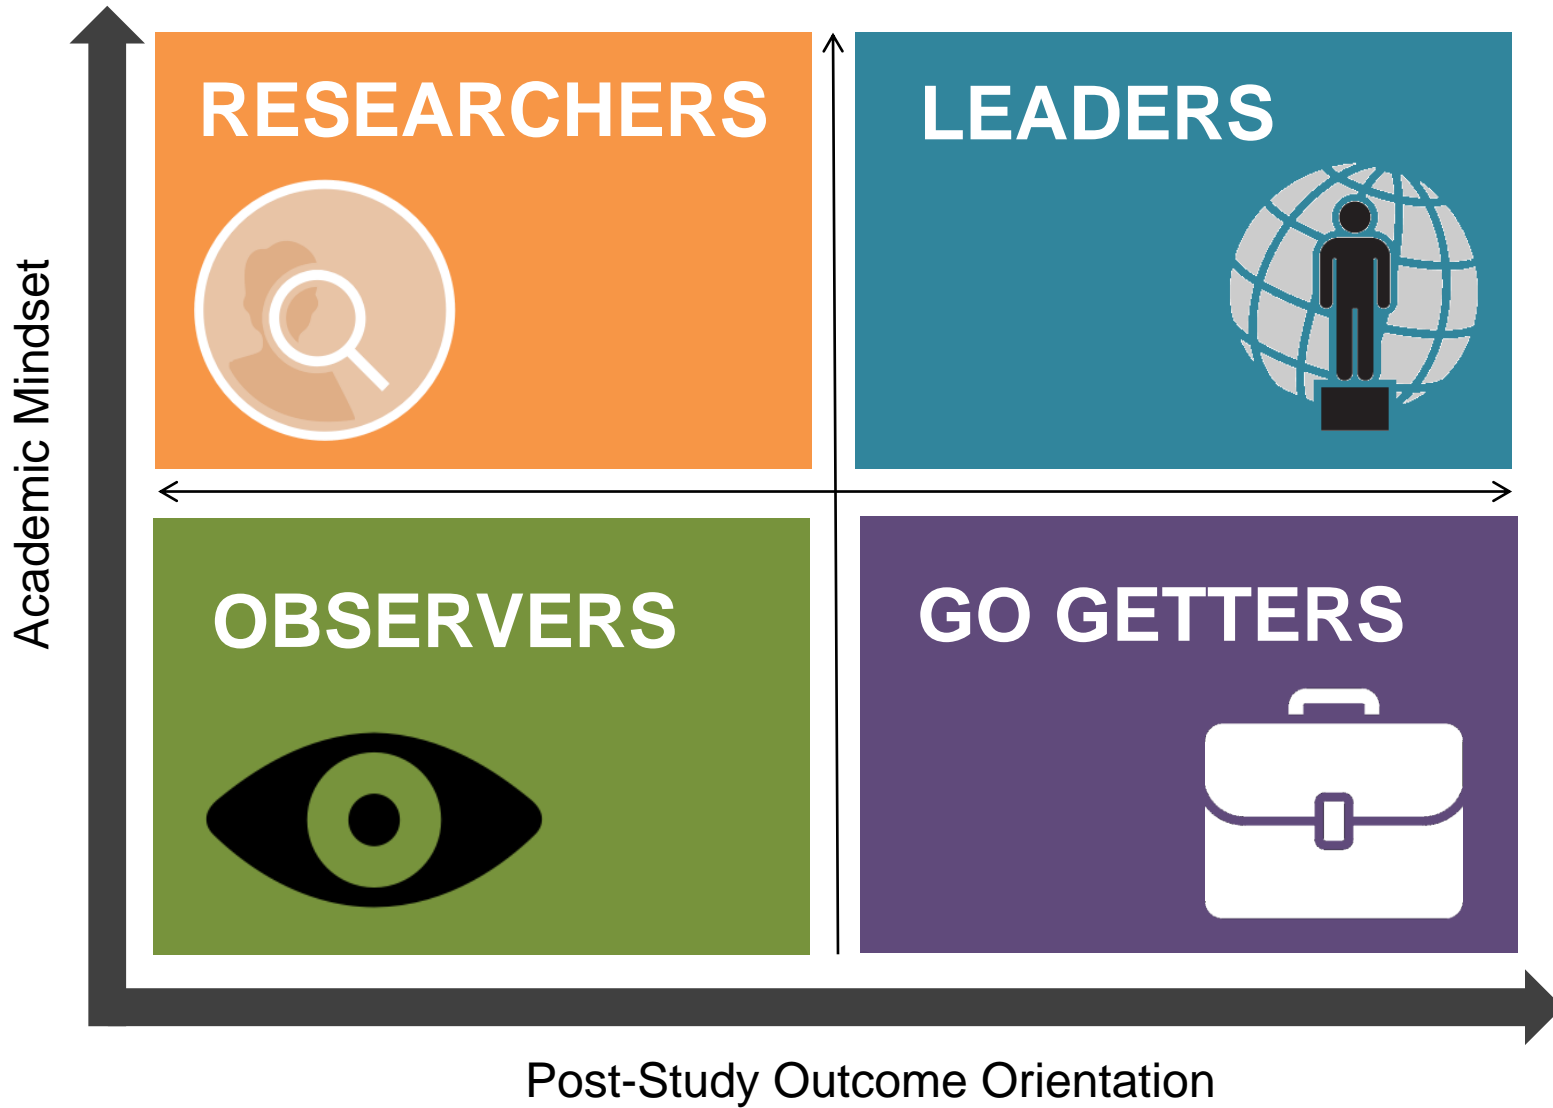 RESEARCHERS
LEADERS
Academic Mindset
OBSERVERS
GO GETTERS
Post-Study Outcome Orientation